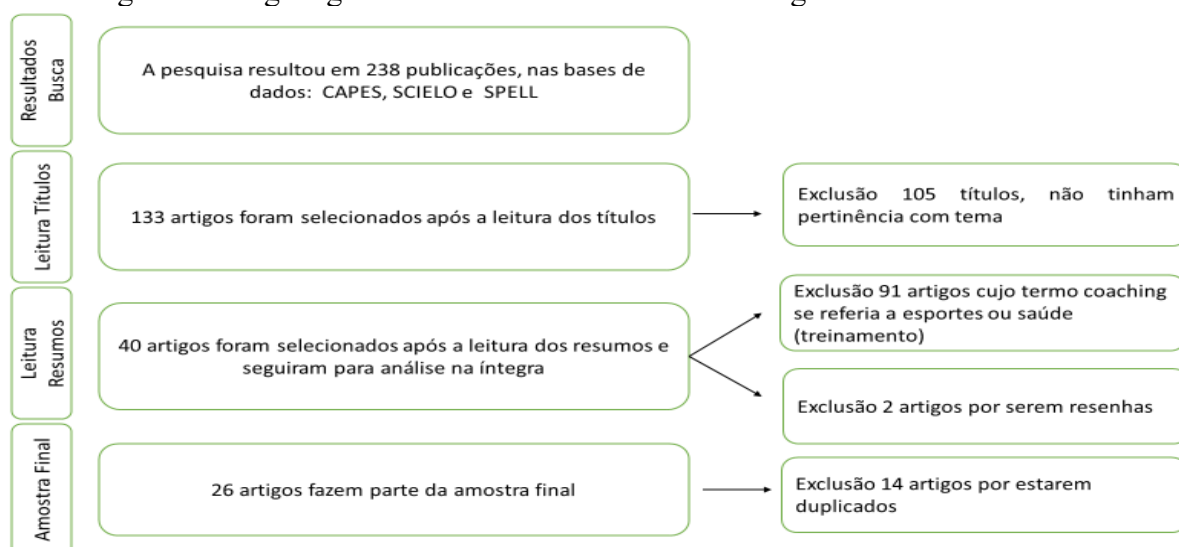 Resultados
Busca
A pesquisa resultou em 238 publicações, nas bases de
dados: CAPES, SCIELO e SPELL
Leitura Títulos
133 artigos foram selecionados após a leitura dos títulos
Exclusão 105 títulos, não tinham
pertinência com tema
Leitura
Resumos
40 artigos foram selecionados após a leitura dos resumos e
seguiram para análise na íntegra
Exclusão 91 artigos cujo termo coaching
se referia a esportes ou saúde
(treinamento)
Exclusão 2 artigos por serem resenhas
Amostra Final
26 artigos fazem parte da amostra final
Exclusão 14 artigos por estarem
duplicados